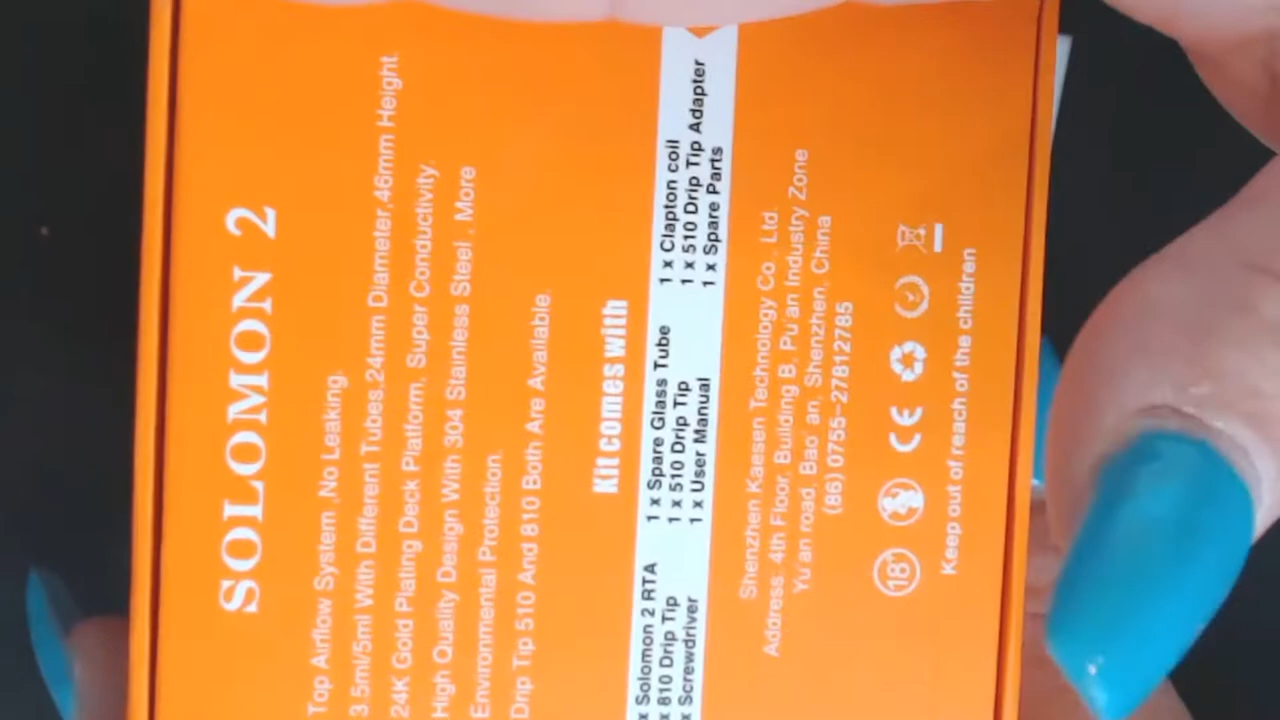 SOLOMON 2
Top Airflow System ,No Leaking.
3.5ml/5ml With Different Tubes.24mm Diameter,46mm Height.
24K Gold Plating Deck Platform, Super Conductivity.
High Quality Design With 304 Stainless Steel , More
Environmental Protection.
Drip Tip 510 And 810 Both Are Available.
Kit comes with
x Solomon 2 RTA 1 x Spare Glass Tube 1 x Clapton coil
x 810 Drip Tip 1 x 510 Drip Tip 1 x 510 Drip Tip Adapter
x Screwdriver 1 x User Manual 1 x Spare Parts
Shenzhen Kaesen Technology Co., Ltd.
Address: 4th Floor, Building B, Pu'an Industry Zone
Yu'an road, Bao' an, Shenzhen, China
(86) 0755-27812785
18+ CE
Keep out of reach of the children